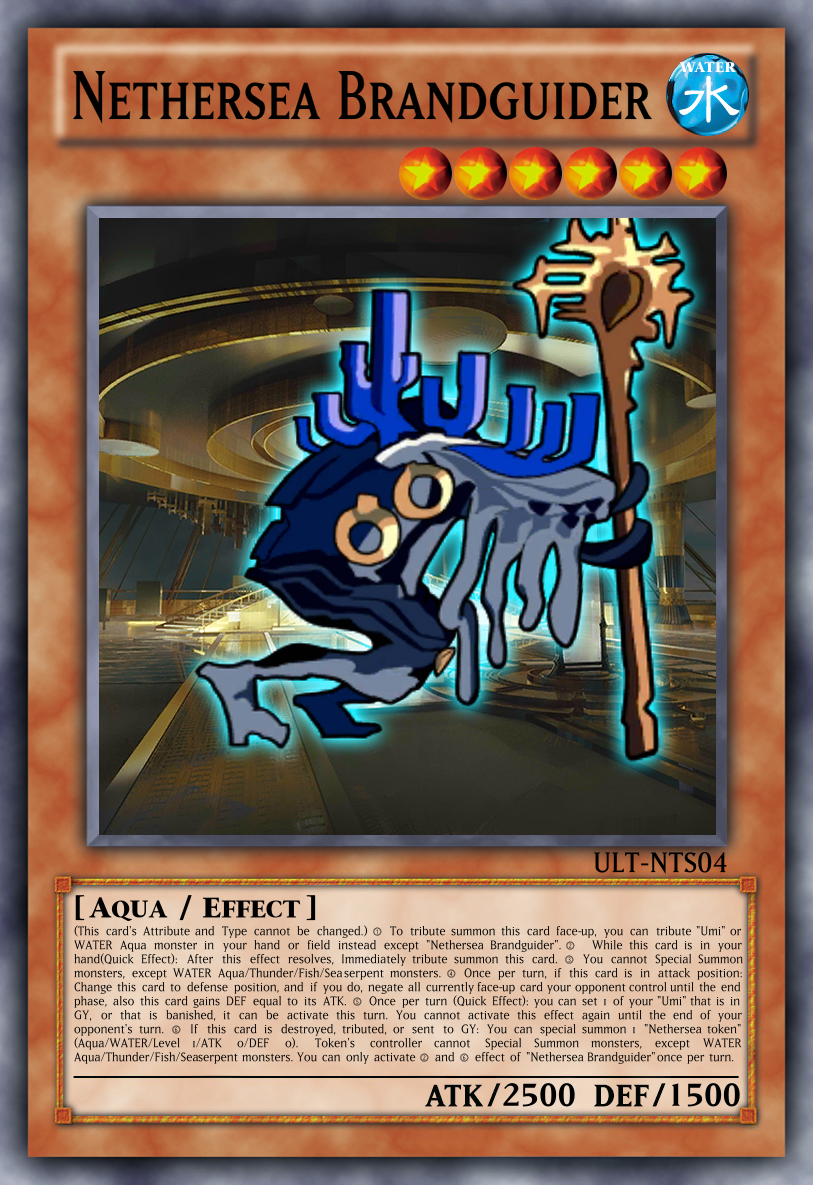 Nethersea Brandguider
WATER
水
ULT-NTS04
[ Aqua / Effect ]
(This card's Attribute and Type cannot be changed.) ① To tribute summon this card face-up, you can tribute "Umi" or
WATER Aqua monster in your hand or field instead except "Nethersea Brandguider". ② While this card is in your
hand(Quick Effect): After this effect resolves, Immediately tribute summon this card. ③ You cannot Special Summon
monsters, except WATER Aqua/Thunder/Fish/Seaserpent monsters. ④ Once per turn, if this card is in attack position:
Change this card to defense position, and if you do, negate all currently face-up card your opponent control until the end
phase, also this card gains DEF equal to its ATK. ⑤ Once per turn (Quick Effect): you can set 1 of your "Umi" that is in
GY, or that is banished, it can be activate this turn. You cannot activate this effect again until the end of your
opponent's turn. ⑥ If this card is destroyed, tributed, or sent to GY: You can special summon 1 "Nethersea token"
(Aqua/WATER/Level 1/ATK 0/DEF 0). Token's controller cannot Special Summon monsters, except WATER
Aqua/Thunder/Fish/Seaserpent monsters. You can only activate ② and ⑥ effect of "Nethersea Brandguider"once per turn.
ATK/2500 DEF/1500